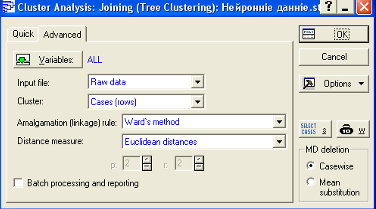 Cluster Analysis: Joining (Tree Clustering): Нейронніе данніе.st
? X
Quick Advanced
OK
Cancel
Variables: ALL
Options
Input file: Raw data
Cluster: Cases (rows)
Amalgamation (linkage) rule: Ward's method
Distance measure: Euclidean distances
p: 2 r: 2
SELECT CASES S W
MD deletion
Casewise
Mean substitution
Batch processing and reporting